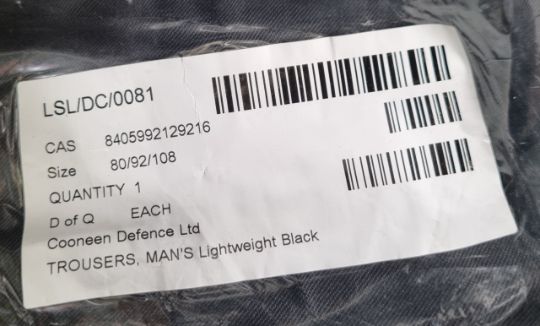 LSL/DC/0081
CAS 8405992129216
Size 80/92/108
QUANTITY 1
D of Q EACH
Cooneen Defence Ltd
TROUSERS, MAN'S Lightweight Black